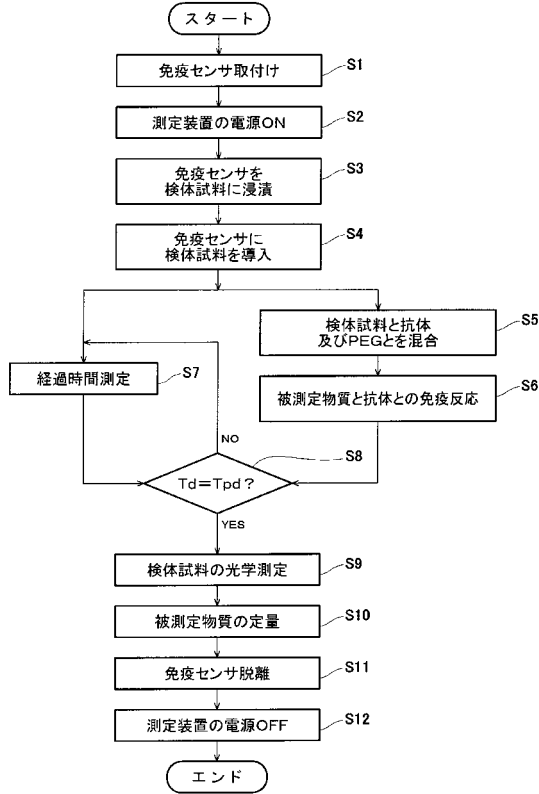 スタート
免疫センサ取付け
S1
測定装置の電源ON
S2
免疫センサを
検体試料に浸漬
S3
免疫センサに
検体試料を導入
S4
検体試料と抗体
及びPEGとを混合
S5
経過時間測定
S7
被測定物質と抗体との免疫反応
S6
NO
Td=Tpd?
S8
YES
検体試料の光学測定
S9
被測定物質の定量
S10
免疫センサ脱離
S11
測定装置の電源OFF
S12
エンド